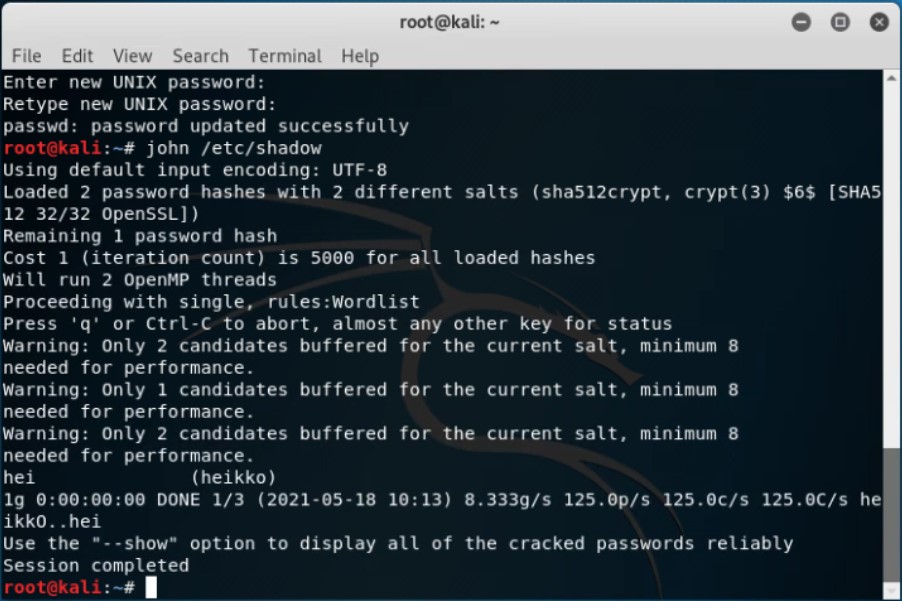 root@kali: ~
File Edit View Search Terminal Help
Enter new UNIX password:
Retype new UNIX password:
passwd: password updated successfully
root@kali:~# john /etc/shadow
Using default input encoding: UTF-8
Loaded 2 password hashes with 2 different salts (sha512crypt, crypt(3) $6$ [SHA5
12 32/32 OpenSSL])
Remaining 1 password hash
Cost 1 (iteration count) is 5000 for all loaded hashes
Will run 2 OpenMP threads
Proceeding with single, rules:Wordlist
Press 'q' or Ctrl-C to abort, almost any other key for status
Warning: Only 2 candidates buffered for the current salt, minimum 8
needed for performance.
Warning: Only 1 candidates buffered for the current salt, minimum 8
needed for performance.
Warning: Only 2 candidates buffered for the current salt, minimum 8
needed for performance.
hei              (heikko)
1g 0:00:00:00 DONE 1/3 (2021-05-18 10:13) 8.333g/s 125.0p/s 125.0c/s 125.0C/s he
ikkO..hei
Use the "--show" option to display all of the cracked passwords reliably
Session completed
root@kali:~#